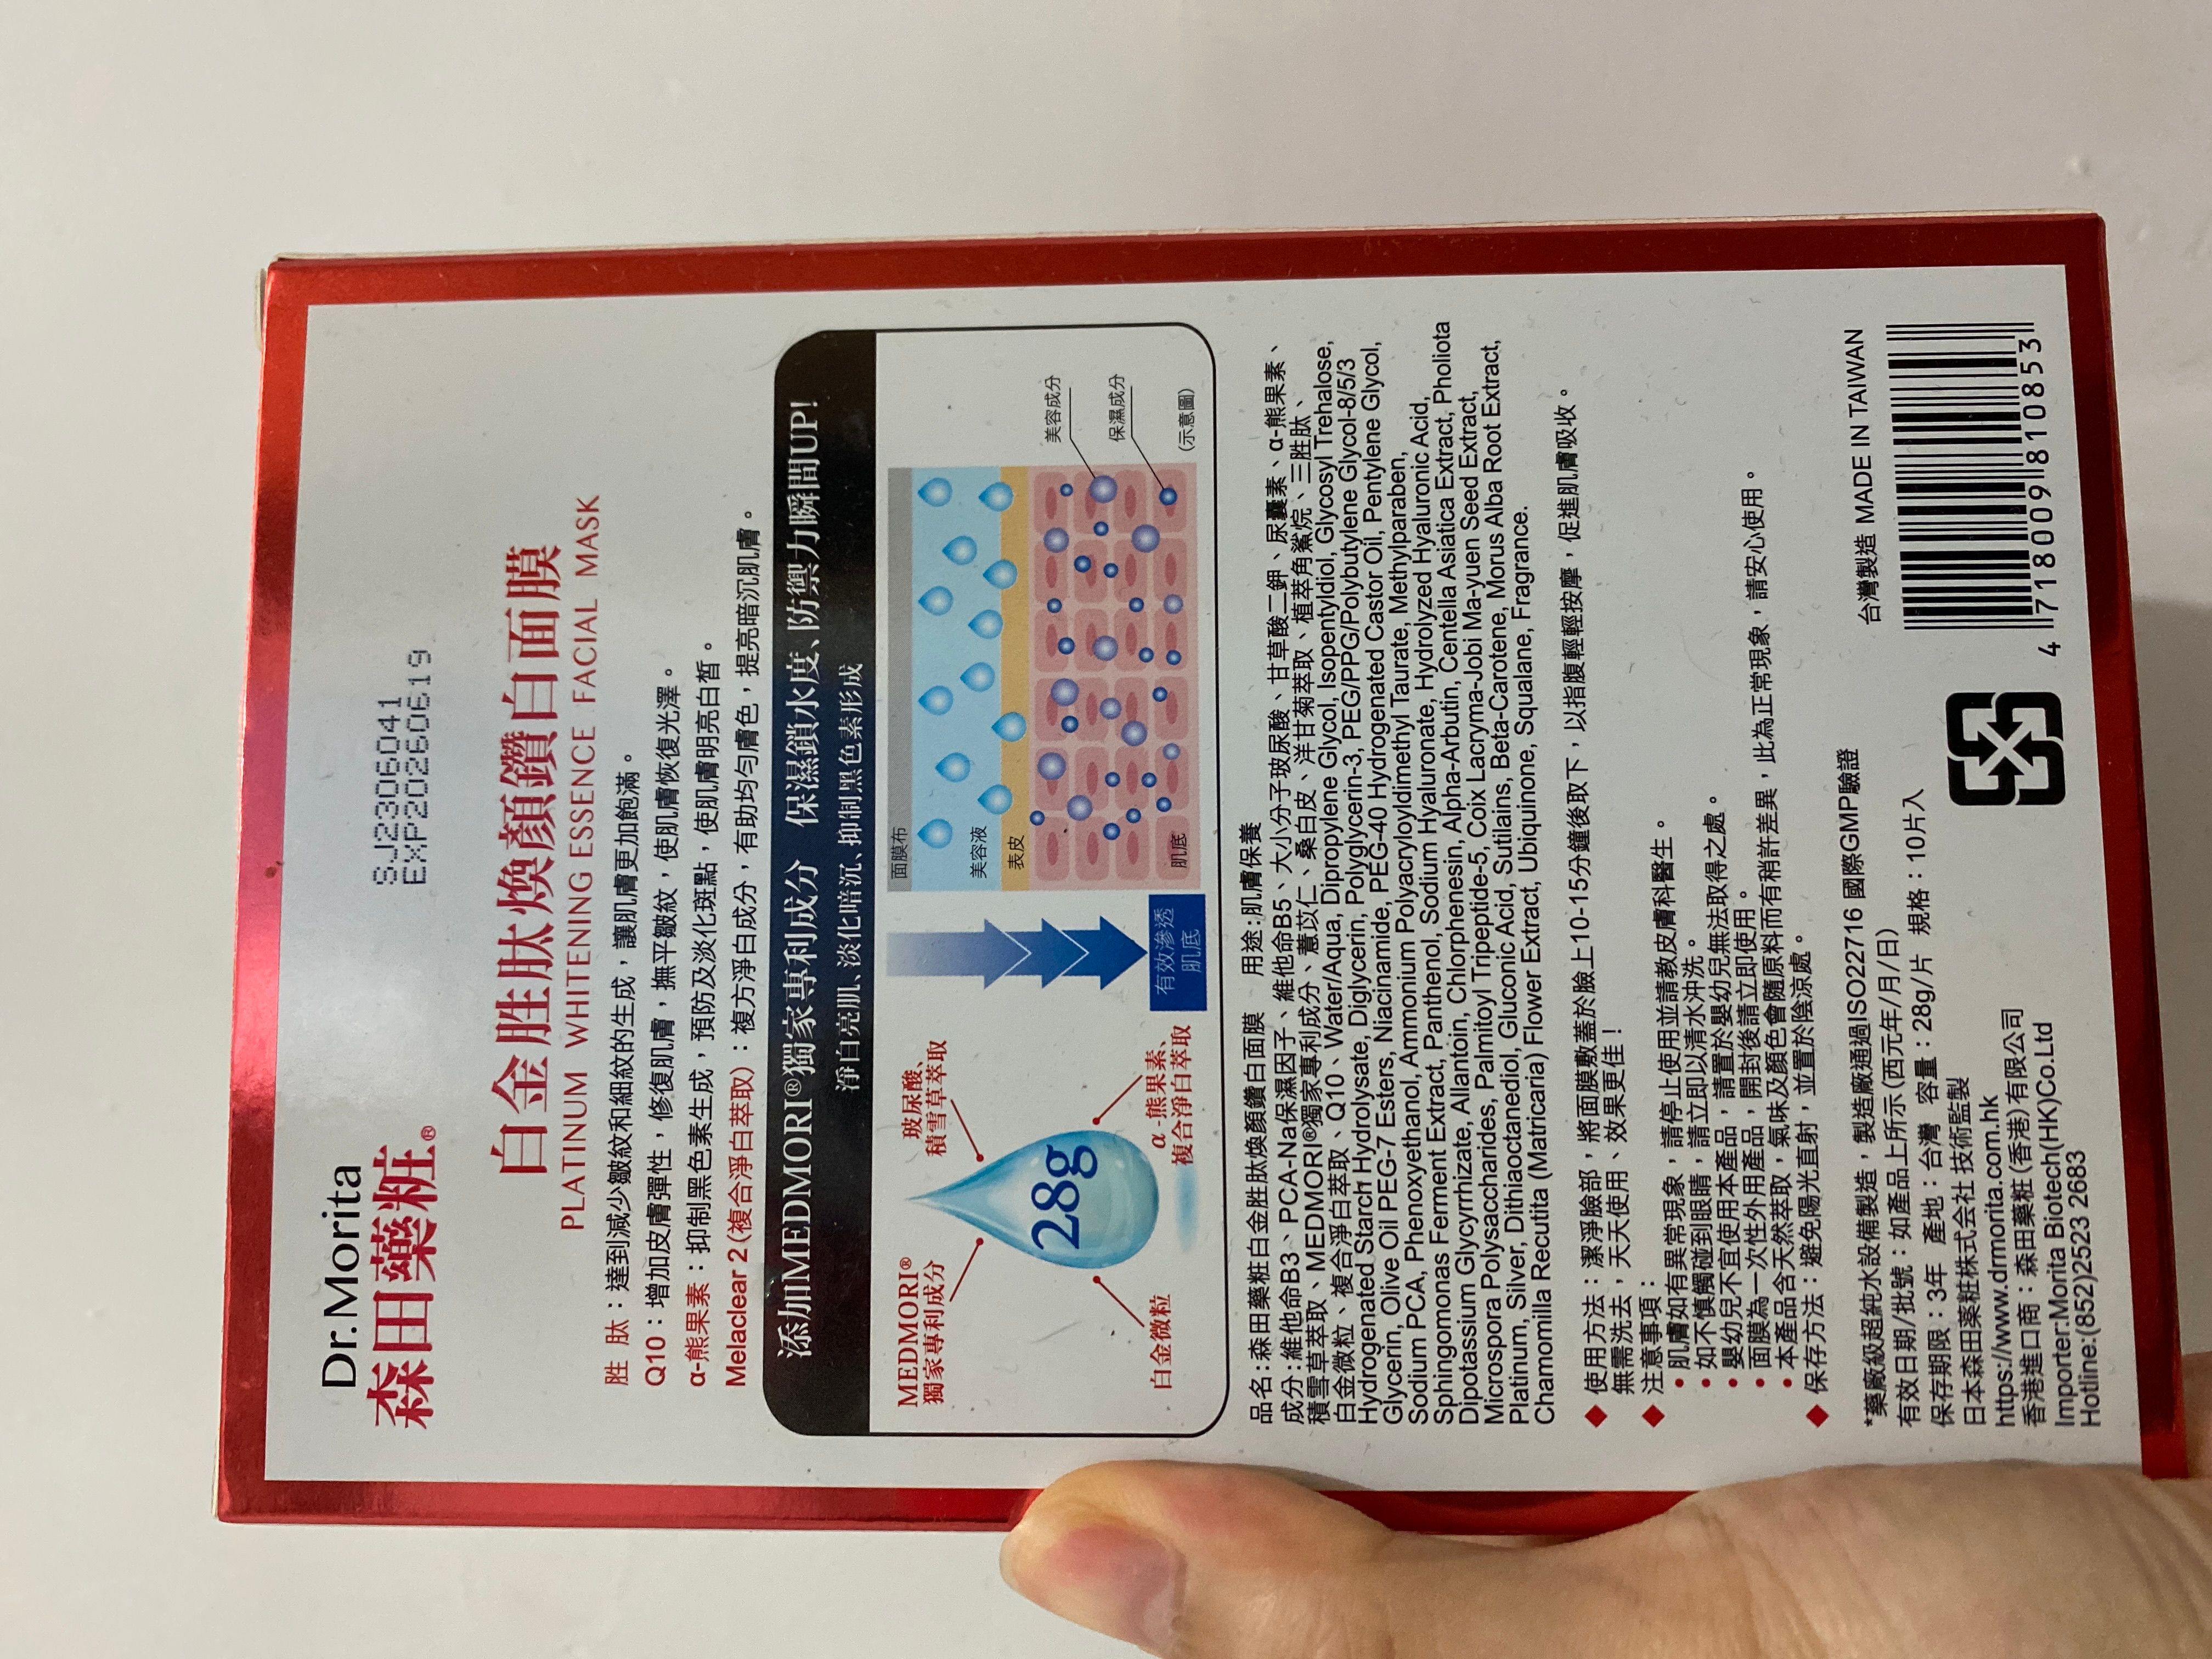 Dr.Morita
森田藥粧®
SJ2306041
EXP20260619
白金胜肽煥顏鑽白面膜
PLATINUM WHITENING ESSENCE FACIAL MASK
胜 肽：達到減少皺紋和細紋的生成，讓肌膚更加飽滿。
Q10：增加皮膚彈性，修復肌膚，撫平皺紋，使肌膚恢復光澤。
α-熊果素：抑制黑色素生成，預防及淡化斑點，使肌膚明亮白皙。
Melaclear 2(複合淨白萃取)：複方淨白成分，有助均勻膚色，提亮暗沉肌膚。
添加MEDMORI®獨家專利成分 保濕鎖水度、防禦力瞬間UP!
淨白亮肌、淡化暗沉、抑制黑色素形成
MEDMORI®
獨家專利成分
玻尿酸、
積雪草萃取
28g
白金微粒
α-熊果素、
複合淨白萃取
有效滲透
肌底
面膜布
美容液
表皮
肌底
美容成分
保濕成分
(示意圖)
品名:森田藥粧白金胜肽煥顏鑽白面膜 用途:肌膚保養
成分:維他命B3、PCA-Na保濕因子、維他命B5、大小分子玻尿酸、甘草酸二鉀、尿囊素、α-熊果素、
積雪草萃取、MEDMORI®獨家專利成分、薏苡仁、桑白皮、洋甘菊萃取、植萃角鯊烷、三胜肽、
白金微粒、複合淨白萃取、Q10、Water/Aqua, Dipropylene Glycol, Isopentyldiol, Glycosyl Trehalose,
Hydrogenated Starch Hydrolysate, Diglycerin, Polyglycerin-3, PEG/PPG/Polybutylene Glycol-8/5/3
Glycerin, Olive Oil PEG-7 Esters, Niacinamide, PEG-40 Hydrogenated Castor Oil, Pentylene Glycol,
Sodium PCA, Phenoxyethanol, Ammonium Polyacryloyldimethyl Taurate, Methylparaben,
Sphingomonas Ferment Extract, Panthenol, Sodium Hyaluronate, Hydrolyzed Hyaluronic Acid,
Dipotassium Glycyrrhizate, Allantoin, Chlorphenesin, Alpha-Arbutin, Centella Asiatica Extract, Pholiota
Microspora Polysaccharides, Palmitoyl Tripeptide-5, Coix Lacryma-Jobi Ma-yuen Seed Extract,
Platinum, Silver, Dithiaoctanediol, Gluconic Acid, Sutilains, Beta-Carotene, Morus Alba Root Extract,
Chamomilla Recutita (Matricaria) Flower Extract, Ubiquinone, Squalane, Fragrance.
◆ 使用方法：潔淨臉部，將面膜敷蓋於臉上10-15分鐘後取下，以指腹輕輕按摩，促進肌膚吸收。
無需洗去，天天使用、效果更佳！
◆ 注意事項：
•肌膚如有異常現象，請停止使用並請教皮膚科醫生。
•如不慎觸碰到眼睛，請立即以清水沖洗。
•嬰幼兒不宜使用本產品，請置於嬰幼兒無法取得之處。
•面膜為一次性外用產品，開封後請立即使用。
•本產品含天然萃取，氣味及顏色會隨原料而有稍許差異，此為正常現象，請安心使用。
◆ 保存方法：避免陽光直射，並置於陰涼處。
*藥廠級超純水設備製造，製造廠通過ISO22716 國際GMP驗證
有效日期/批號：如產品上所示(西元年/月/日)
保存期限：3年 產地：台灣 容量：28g/片 規格：10片入
日本森田薬粧株式会社 技術監製
https://www.drmorita.com.hk
香港進口商：森田藥粧(香港)有限公司
Importer:Morita Biotech(HK)Co.Ltd
Hotline:(852)2523 2683
台灣製造 MADE IN TAIWAN
4 718009 810853